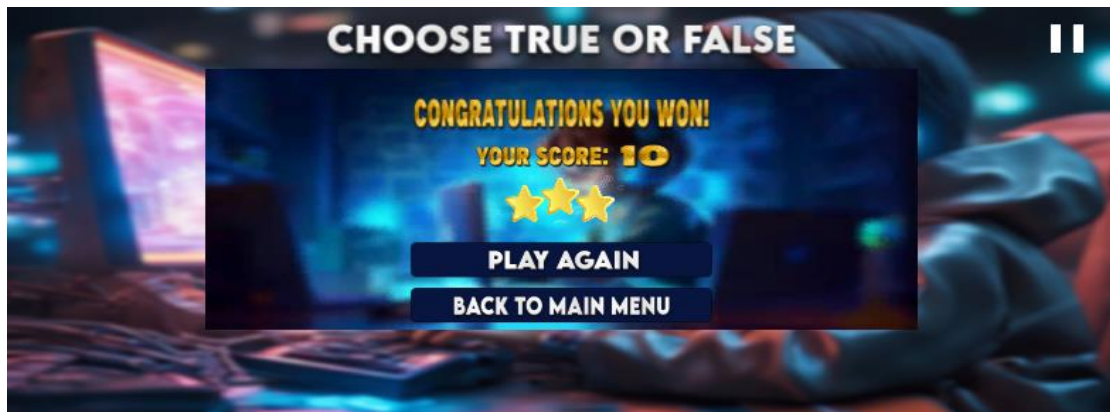 CHOOSE TRUE OR FALSE
CONGRATULATIONS YOU WON!
YOUR SCORE: 10
PLAY AGAIN
BACK TO MAIN MENU